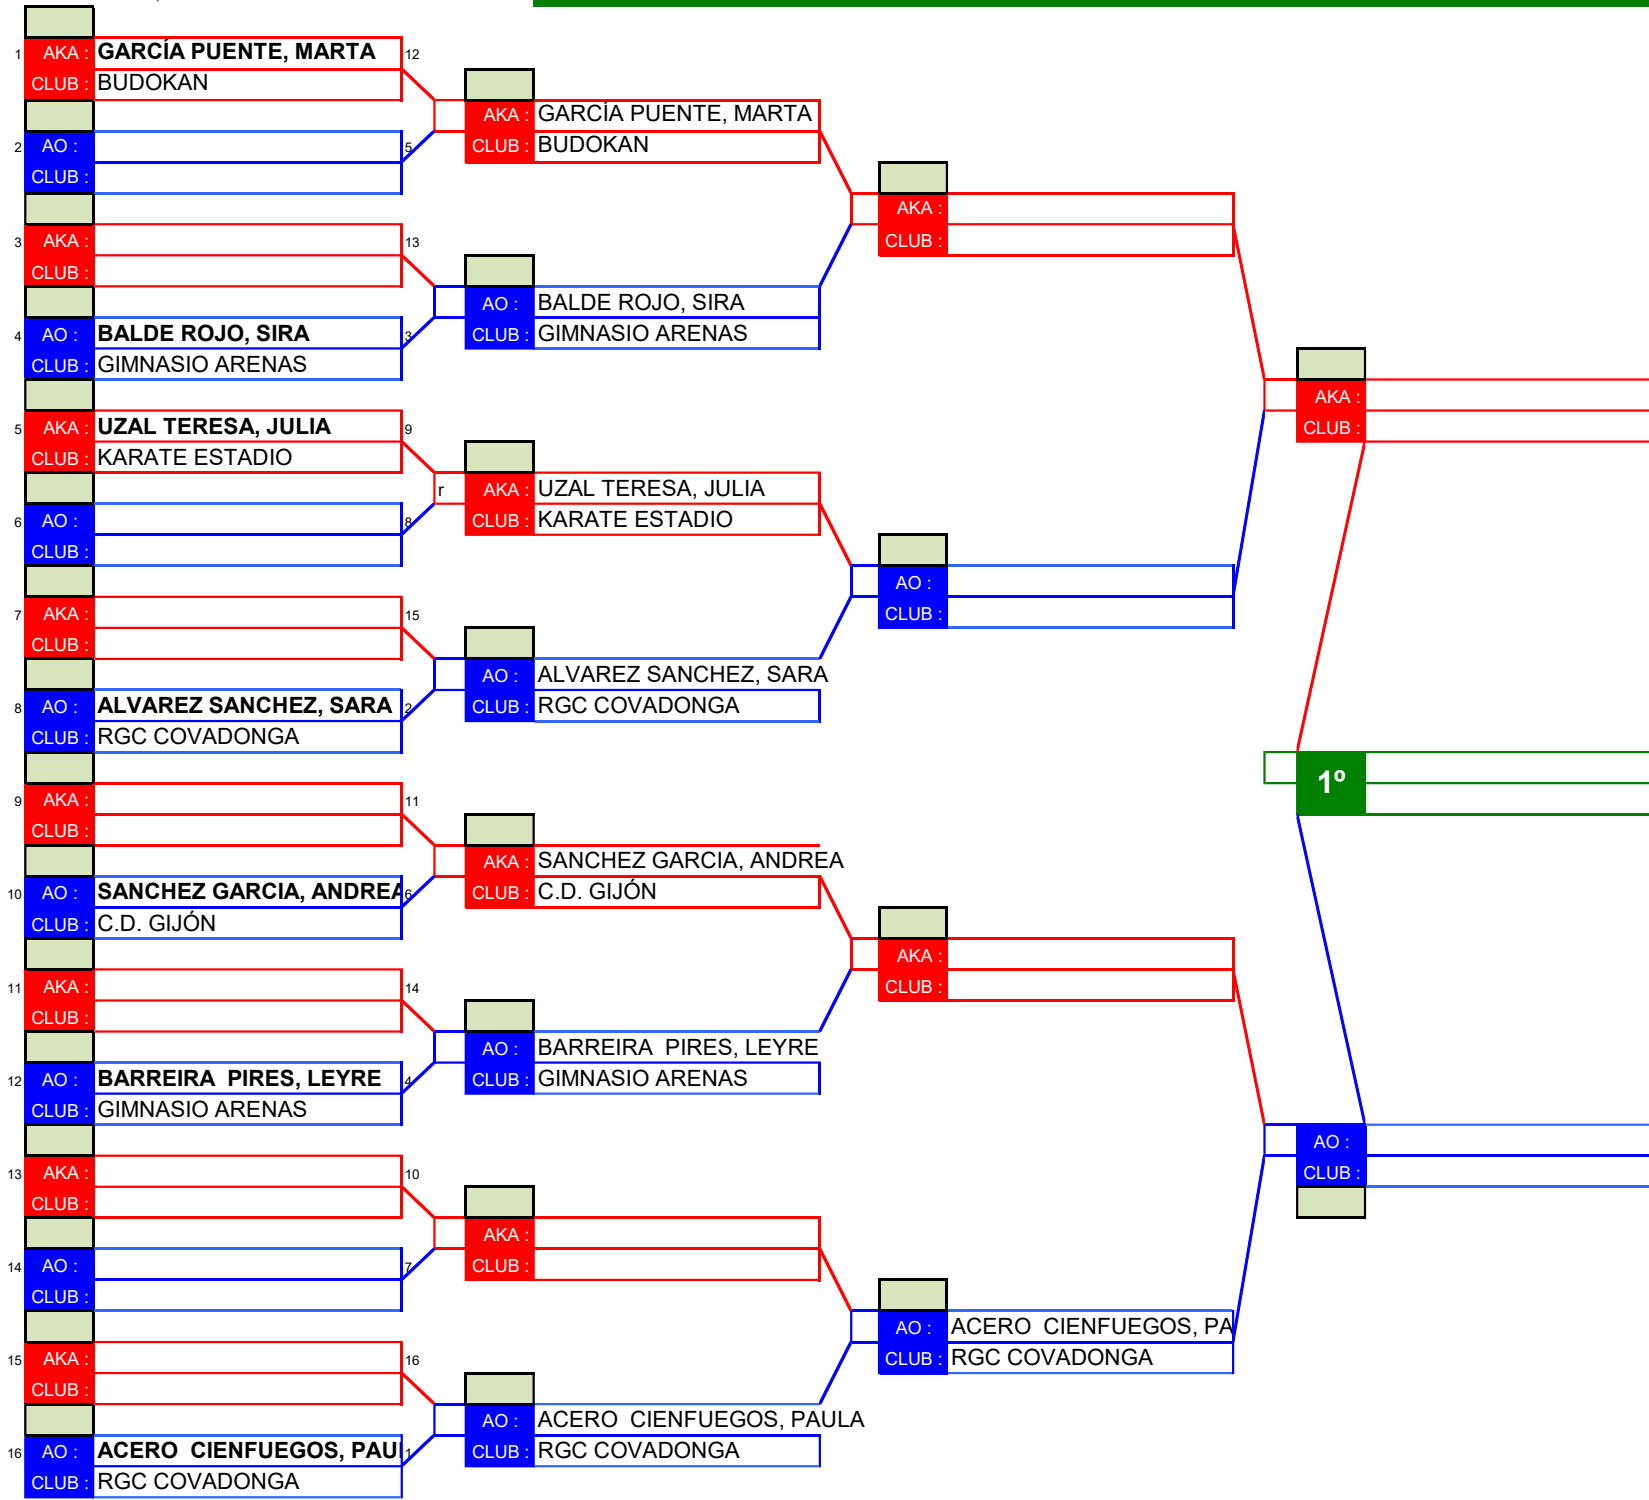 1 AKA : GARCÍA PUENTE, MARTA 12
CLUB : BUDOKAN
2 AO : 5
CLUB :
3 AKA : 13
CLUB :
4 AO : BALDE ROJO, SIRA 3
CLUB : GIMNASIO ARENAS
5 AKA : UZAL TERESA, JULIA 9
CLUB : KARATE ESTADIO
6 AO : 8
CLUB :
7 AKA : 15
CLUB :
8 AO : ALVAREZ SANCHEZ, SARA 2
CLUB : RGC COVADONGA
9 AKA : 11
CLUB :
10 AO : SANCHEZ GARCIA, ANDREA 6
CLUB : C.D. GIJÓN
11 AKA : 14
CLUB :
12 AO : BARREIRA PIRES, LEYRE 4
CLUB : GIMNASIO ARENAS
13 AKA : 10
CLUB :
14 AO : 7
CLUB :
15 AKA : 16
CLUB :
16 AO : ACERO CIENFUEGOS, PAU 1
CLUB : RGC COVADONGA
AKA : GARCÍA PUENTE, MARTA
CLUB : BUDOKAN
AO : BALDE ROJO, SIRA
CLUB : GIMNASIO ARENAS
r AKA : UZAL TERESA, JULIA
CLUB : KARATE ESTADIO
AO : ALVAREZ SANCHEZ, SARA
CLUB : RGC COVADONGA
AKA : SANCHEZ GARCIA, ANDREA
CLUB : C.D. GIJÓN
AO : BARREIRA PIRES, LEYRE
CLUB : GIMNASIO ARENAS
AKA :
CLUB :
AO : ACERO CIENFUEGOS, PAULA
CLUB : RGC COVADONGA
AKA :
CLUB :
AO :
CLUB :
AKA :
CLUB :
AO : ACERO CIENFUEGOS, PA
CLUB : RGC COVADONGA
AKA :
CLUB :
1º
AO :
CLUB :